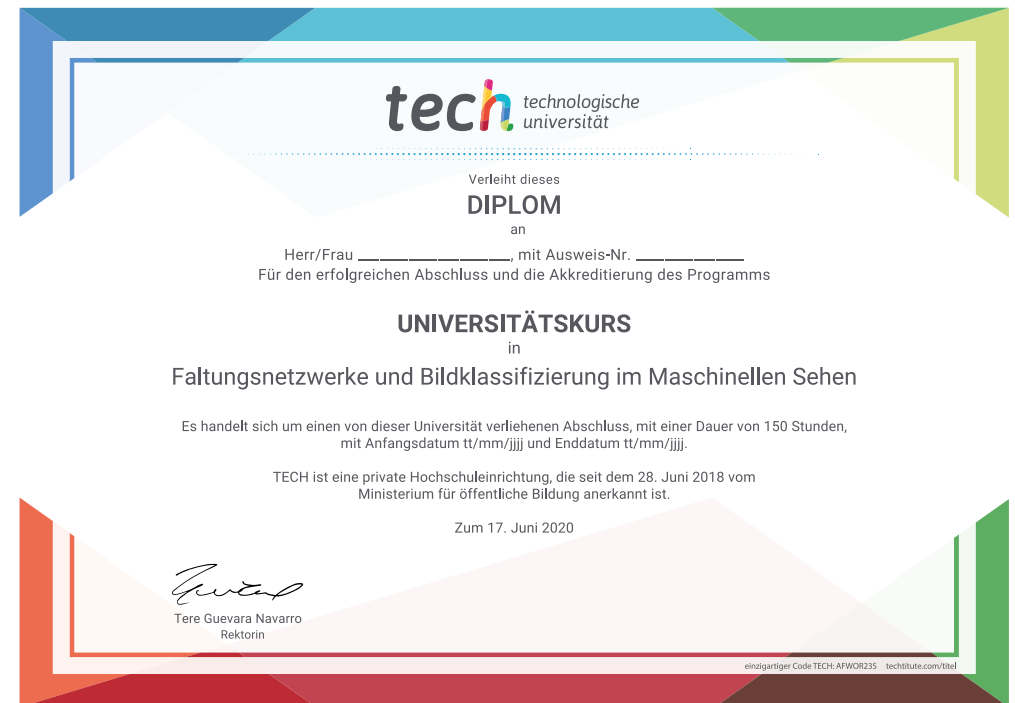 tech technologische
universität
Verleiht dieses
DIPLOM
an
Herr/Frau ________________, mit Ausweis-Nr. ____________
Für den erfolgreichen Abschluss und die Akkreditierung des Programms
UNIVERSITÄTSKURS
in
Faltungsnetzwerke und Bildklassifizierung im Maschinellen Sehen
Es handelt sich um einen von dieser Universität verliehenen Abschluss, mit einer Dauer von 150 Stunden,
mit Anfangsdatum tt/mm/jjjj und Enddatum tt/mm/jjjj.
TECH ist eine private Hochschuleinrichtung, die seit dem 28. Juni 2018 vom
Ministerium für öffentliche Bildung anerkannt ist.
Zum 17. Juni 2020
Tere Guevara Navarro
Rektorin
einzigartiger Code TECH: AFWOR23S techtitute.com/titel